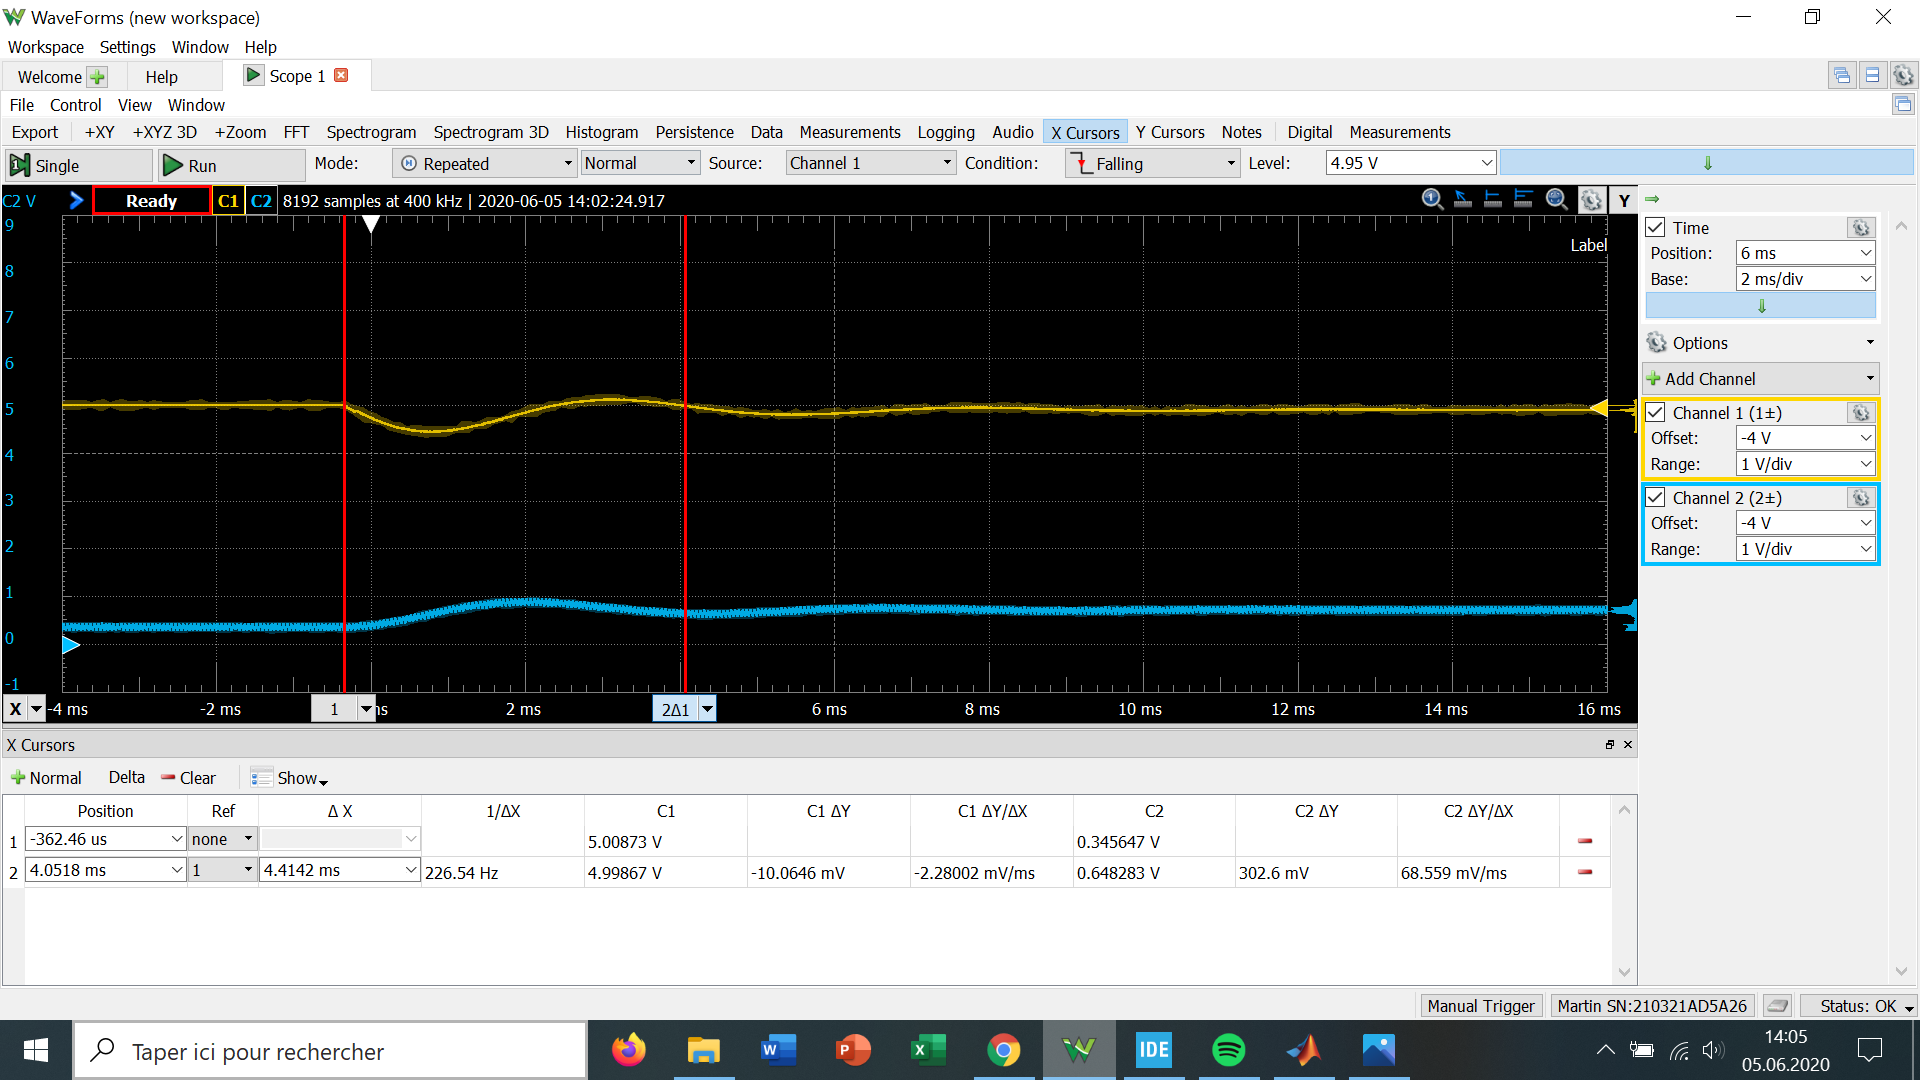 WaveForms (new workspace)
Workspace Settings Window Help
Welcome Help Scope 1
File Control View Window
Export +XY +XYZ 3D +Zoom FFT Spectrogram Spectrogram 3D Histogram Persistence Data Measurements Logging Audio X Cursors Y Cursors Notes Digital Measurements
Single Run Mode: Repeated Normal Source: Channel 1 Condition: Falling Level: 4.95 V
C2 V Ready C1 C2 8192 samples at 400 kHz | 2020-06-05 14:02:24.917 Y
Label
9
8
7
6
5
4
3
2
1
0
-1
X -4 ms -2 ms 1 ms 2 ms 2Δ1 6 ms 8 ms 10 ms 12 ms 14 ms 16 ms
Time
Position: 6 ms
Base: 2 ms/div
Options
Add Channel
Channel 1 (1±)
Offset: -4 V
Range: 1 V/div
Channel 2 (2±)
Offset: -4 V
Range: 1 V/div
X Cursors
Normal Delta Clear Show
Position Ref Δ X 1/ΔX C1 C1 ΔY C1 ΔY/ΔX C2 C2 ΔY C2 ΔY/ΔX
1 -362.46 us none 5.00873 V 0.345647 V
2 4.0518 ms 1 4.4142 ms 226.54 Hz 4.99867 V -10.0646 mV -2.28002 mV/ms 0.648283 V 302.6 mV 68.559 mV/ms
Manual Trigger Martin SN:210321AD5A26 Status: OK
Taper ici pour rechercher
IDE
14:05
05.06.2020